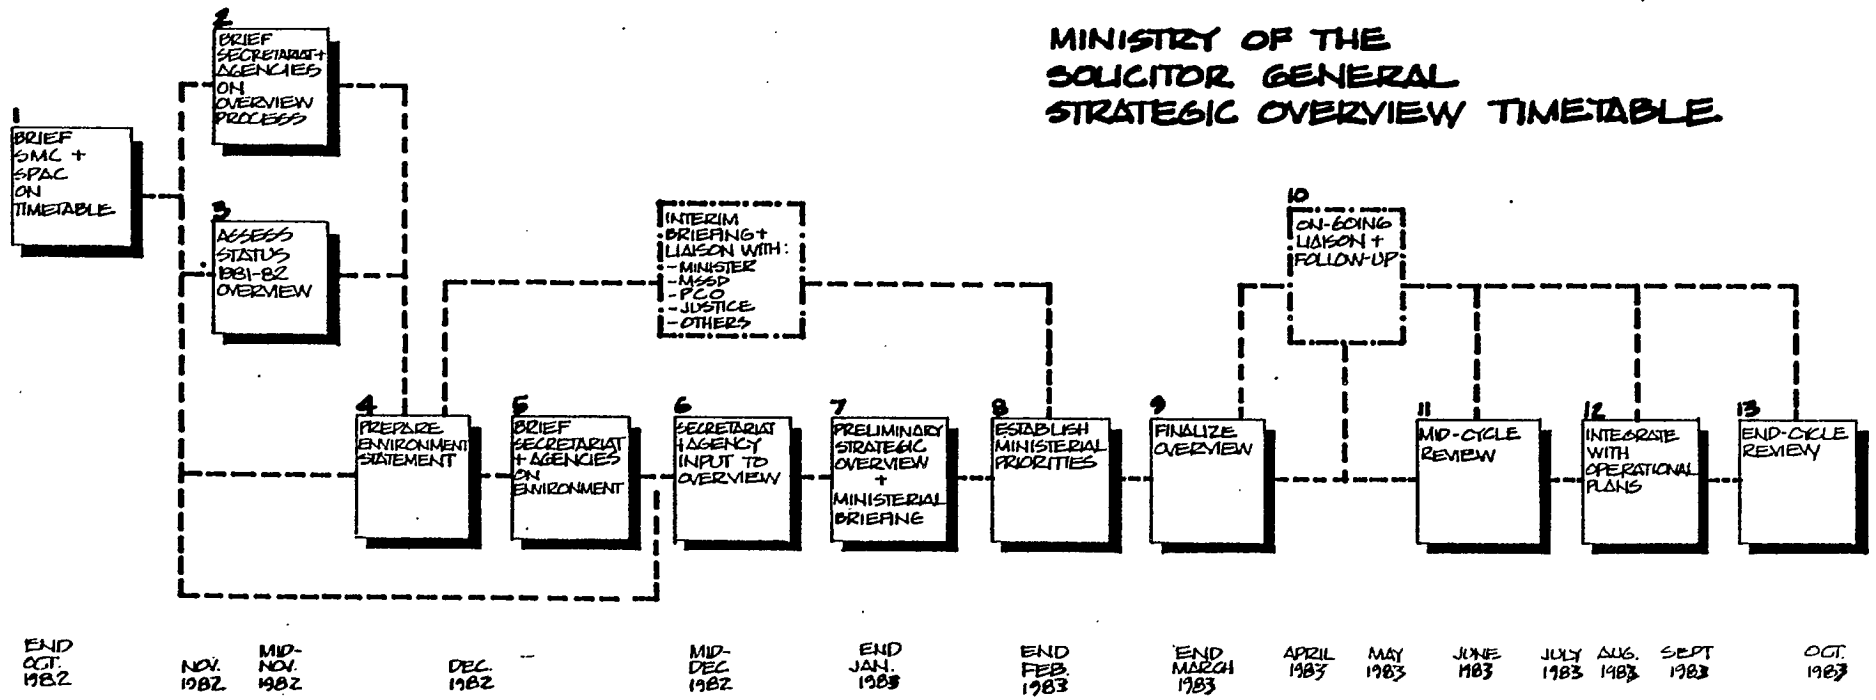 MINISTRY OF THE
SOLICITOR GENERAL
STRATEGIC OVERVIEW TIMETABLE
1
BRIEF
SMC +
SPAC
ON
TIMETABLE
2
BRIEF
SECRETARIAT +
AGENCIES
ON
OVERVIEW
PROCESS
3
ASSESS
STATUS
1981-82
OVERVIEW
4
PREPARE
ENVIRONMENT
STATEMENT
5
BRIEF
SECRETARIAT
+ AGENCIES
ON
ENVIRONMENT
INTERIM
BRIEFING +
LIAISON WITH:
- MINISTER
- MSSD
- PCO
- JUSTICE
- OTHERS
6
SECRETARIAT
+ AGENCY
INPUT TO
OVERVIEW
7
PRELIMINARY
STRATEGIC
OVERVIEW
+
MINISTERIAL
BRIEFING
8
ESTABLISH
MINISTERIAL
PRIORITIES
9
FINALIZE
OVERVIEW
10
ON-GOING
LIAISON +
FOLLOW-UP
11
MID-CYCLE
REVIEW
12
INTEGRATE
WITH
OPERATIONAL
PLANS
13
END-CYCLE
REVIEW
END
OCT.
1982
NOV.
1982
MID-
NOV.
1982
DEC.
1982
MID-
DEC
1982
END
JAN.
1983
END
FEB.
1983
END
MARCH
1983
APRIL
1983
MAY
1983
JUNE
1983
JULY
1983
AUG.
1983
SEPT
1983
OCT.
1983